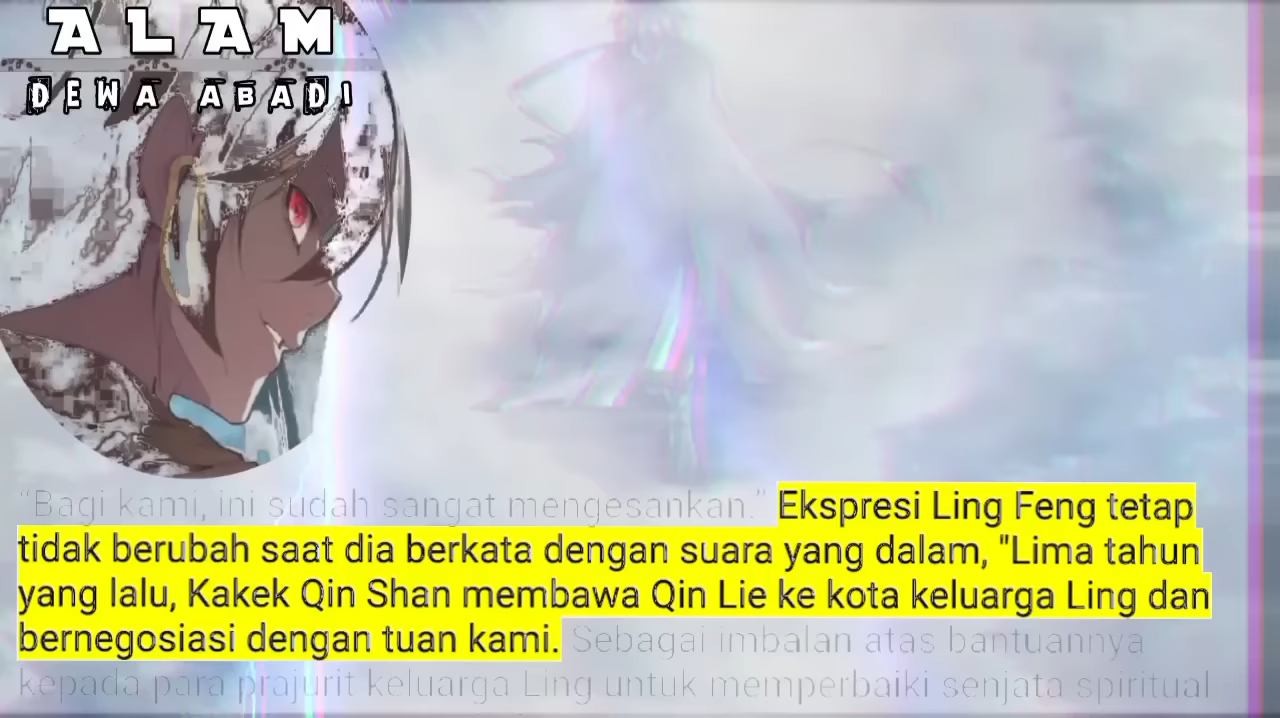 ALAM
DEWA ABADI
“Bagi kami, ini sudah sangat mengesankan.” Ekspresi Ling Feng tetap
tidak berubah saat dia berkata dengan suara yang dalam, "Lima tahun
yang lalu, Kakek Qin Shan membawa Qin Lie ke kota keluarga Ling dan
bernegosiasi dengan tuan kami. Sebagai imbalan atas bantuannya
kepada para prajurit keluarga Ling untuk memperbaiki senjata spiritual